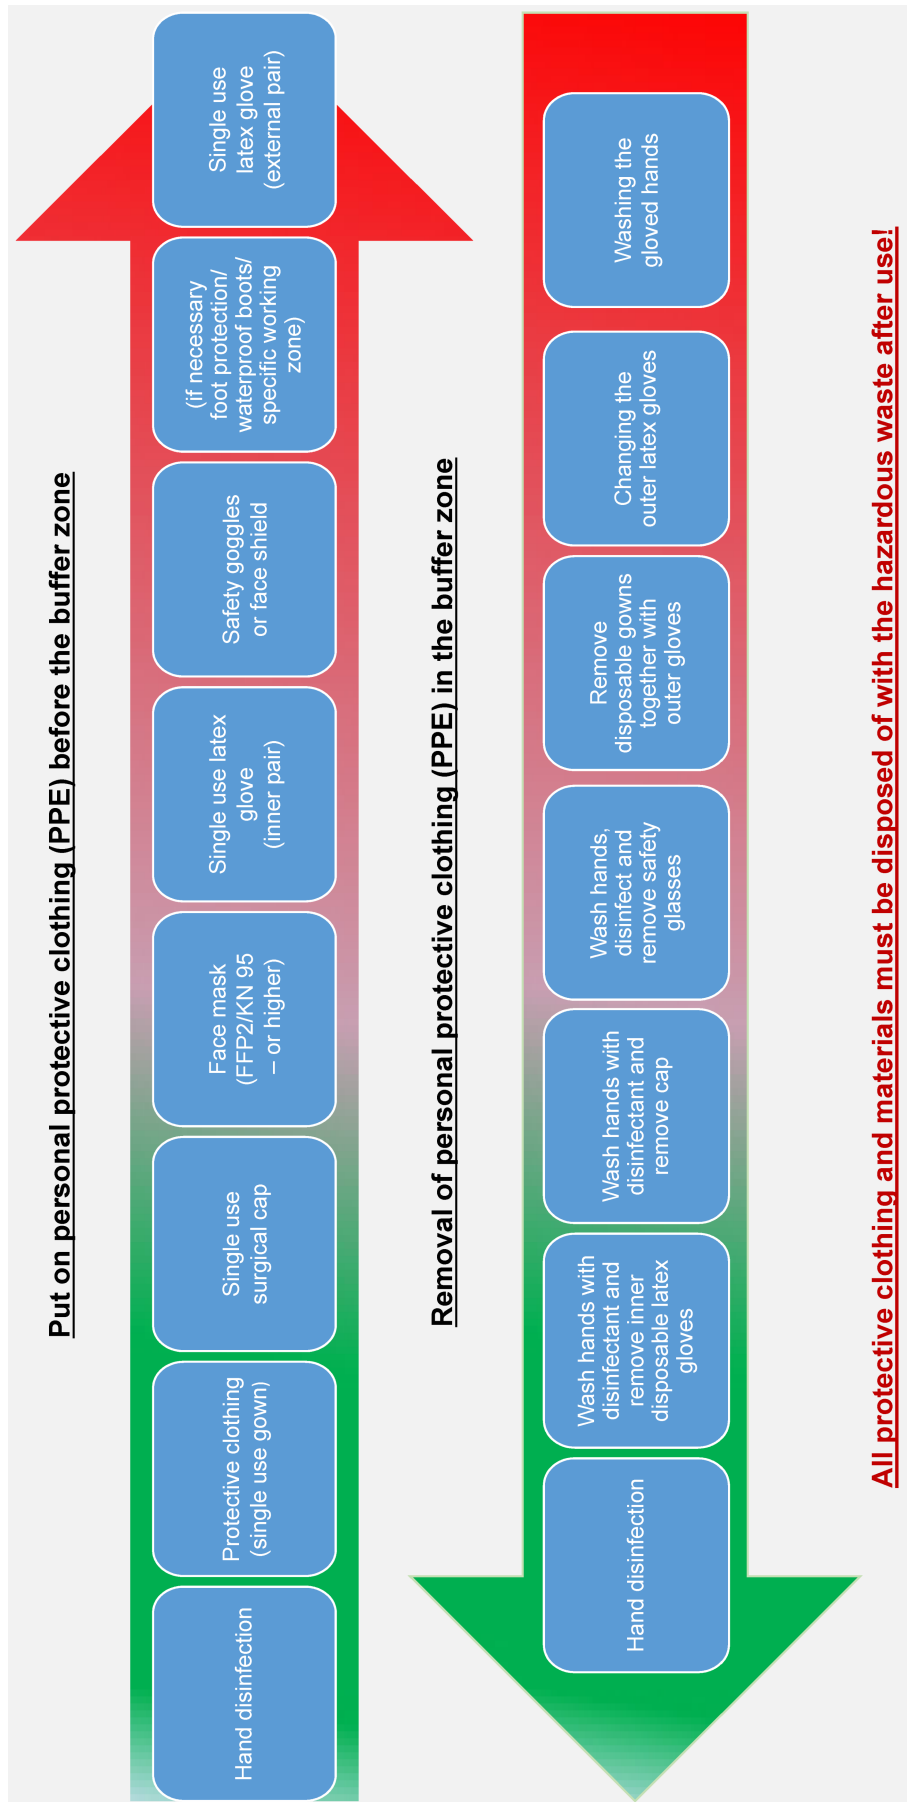 Put on personal protective clothing (PPE) before the buffer zone
Hand disinfection
Protective clothing
(single use gown)
Single use
surgical cap
Face mask
(FFP2/KN 95
– or higher)
Single use latex
glove
(inner pair)
Safety goggles
or face shield
(if necessary
foot protection/
waterproof boots/
specific working
zone)
Single use
latex glove
(external pair)
Removal of personal protective clothing (PPE) in the buffer zone
Washing the
gloved hands
Changing the
outer latex gloves
Remove
disposable gowns
together with
outer gloves
Wash hands,
disinfect and
remove safety
glasses
Wash hands with
disinfectant and
remove cap
Wash hands with
disinfectant and
remove inner
disposable latex
gloves
Hand disinfection
All protective clothing and materials must be disposed of with the hazardous waste after use!